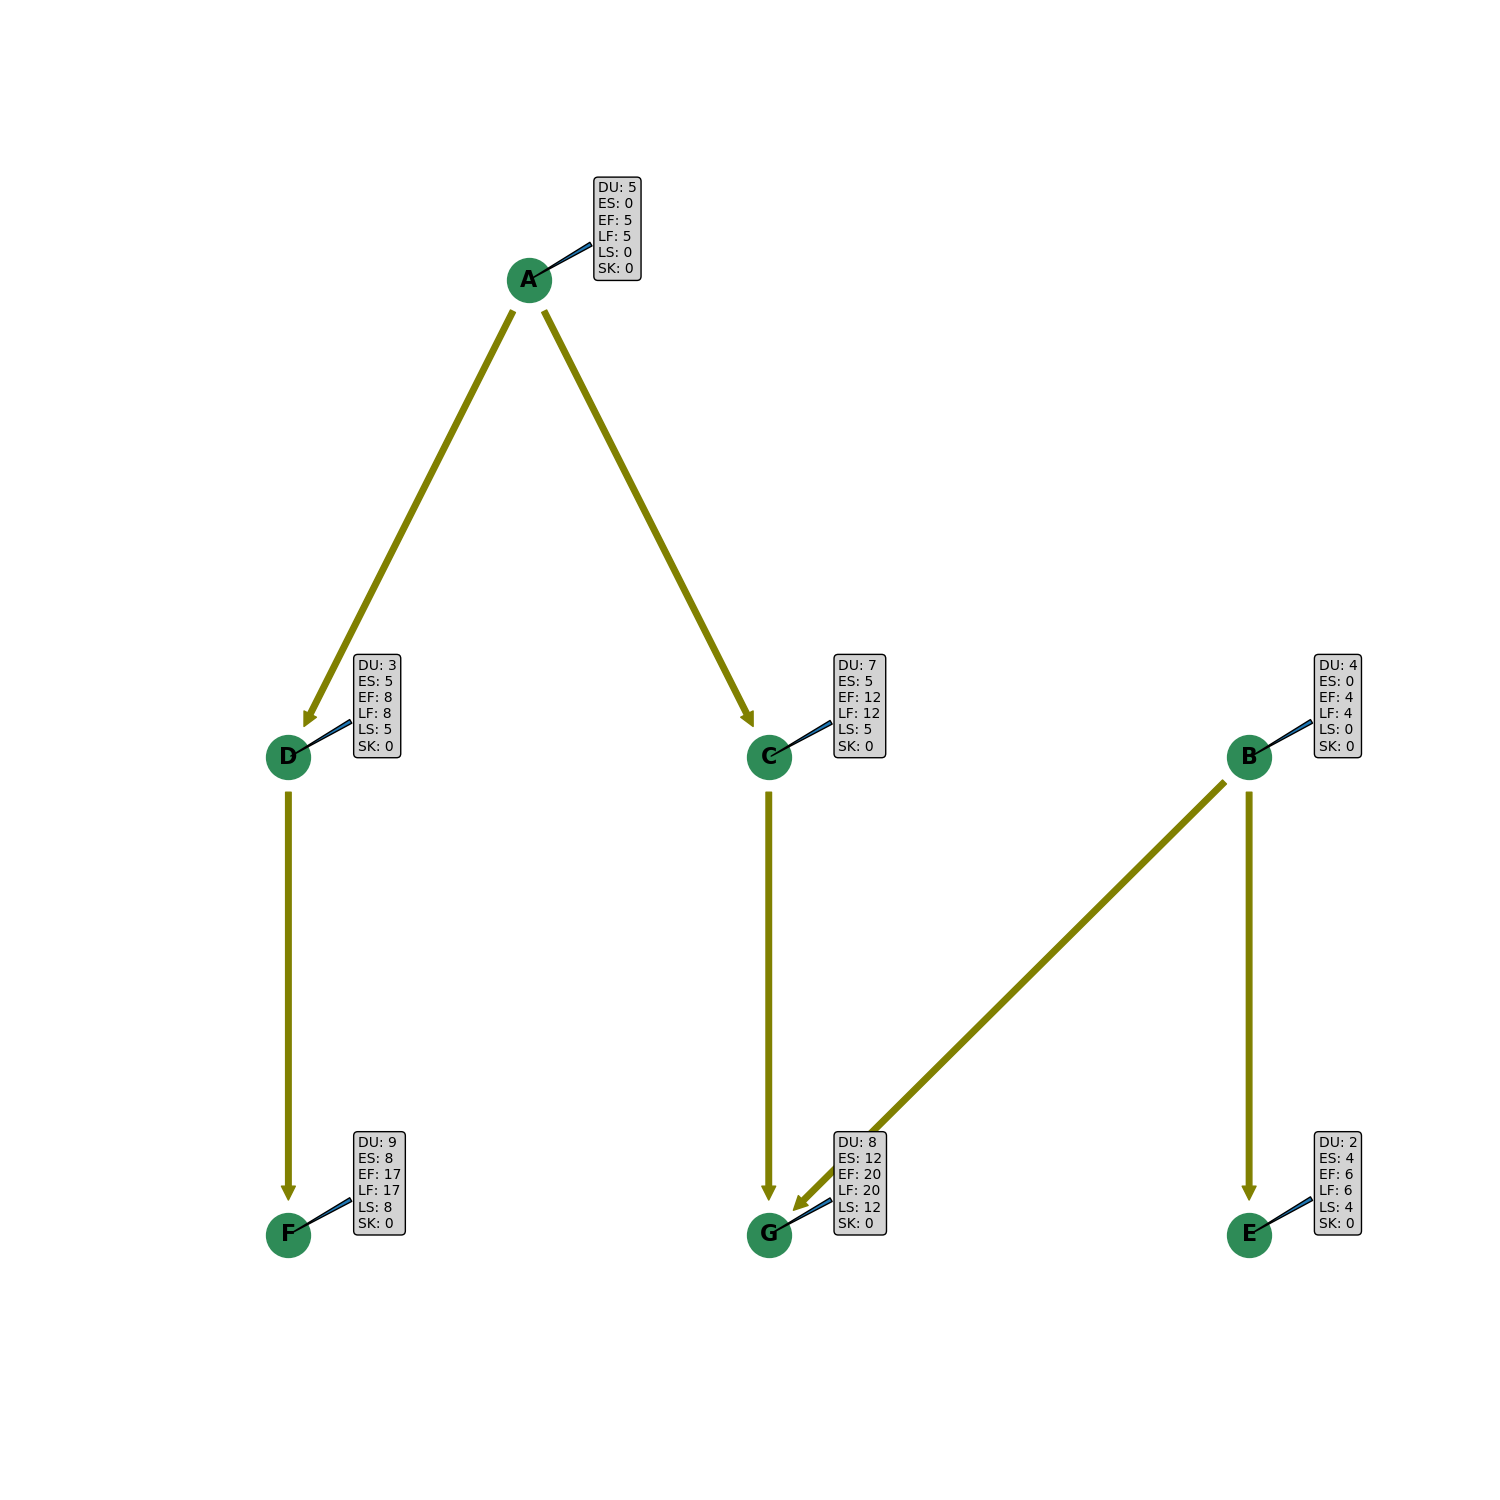 DU: 5
ES: 0
EF: 5
LF: 5
LS: 0
SK: 0
A
DU: 3
ES: 5
EF: 8
LF: 8
LS: 5
SK: 0
D
DU: 7
ES: 5
EF: 12
LF: 12
LS: 5
SK: 0
C
DU: 4
ES: 0
EF: 4
LF: 4
LS: 0
SK: 0
B
DU: 9
ES: 8
EF: 17
LF: 17
LS: 8
SK: 0
F
DU: 8
ES: 12
EF: 20
LF: 20
LS: 12
SK: 0
G
DU: 2
ES: 4
EF: 6
LF: 6
LS: 4
SK: 0
E